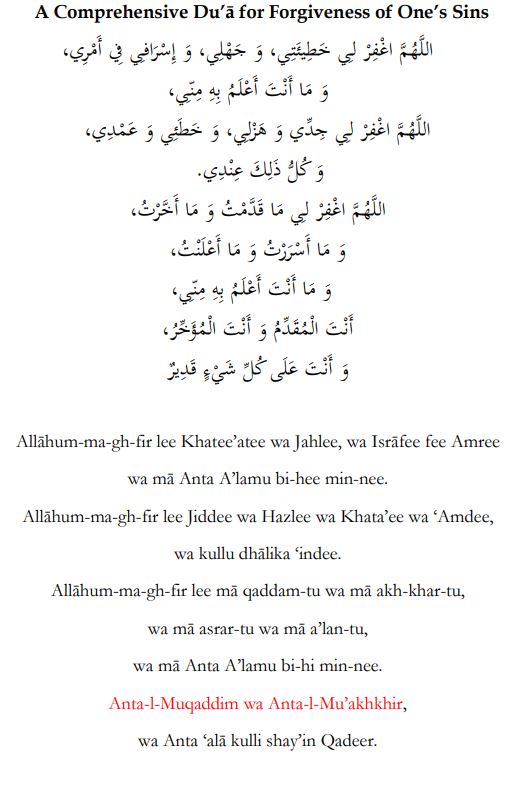 A Comprehensive Du’ā for Forgiveness of One’s Sins
اللَّهُمَّ اغْفِرْ لِي خَطِيئَتِي، وَ جَهْلِي، وَ إِسْرَافِي فِي أَمْرِي،
وَ مَا أَنْتَ أَعْلَمُ بِهِ مِنِّي،
اللَّهُمَّ اغْفِرْ لِي جِدِّي وَ هَزْلِي، وَ خَطَئِي وَ عَمْدِي،
وَ كُلُّ ذَلِكَ عِنْدِي.
اللَّهُمَّ اغْفِرْ لِي مَا قَدَّمْتُ وَ مَا أَخَّرْتُ،
وَ مَا أَسْرَرْتُ وَ مَا أَعْلَنْتُ،
وَ مَا أَنْتَ أَعْلَمُ بِهِ مِنِّي،
أَنْتَ الْمُقَدِّمُ وَ أَنْتَ الْمُؤَخِّرُ،
وَ أَنْتَ عَلَى كُلِّ شَيْءٍ قَدِيرٌ
Allāhum-ma-gh-fir lee Khatee’atee wa Jahlee, wa Isrāfee fee Amree
wa mā Anta A’lamu bi-hee min-nee.
Allāhum-ma-gh-fir lee Jiddee wa Hazlee wa Khata’ee wa ‘Amdee,
wa kullu dhālika ‘indee.
Allāhum-ma-gh-fir lee mā qaddam-tu wa mā akh-khar-tu,
wa mā asrar-tu wa mā a’lan-tu,
wa mā Anta A’lamu bi-hi min-nee.
Anta-l-Muqaddim wa Anta-l-Mu’akhkhir,
wa Anta ‘alā kulli shay’in Qadeer.